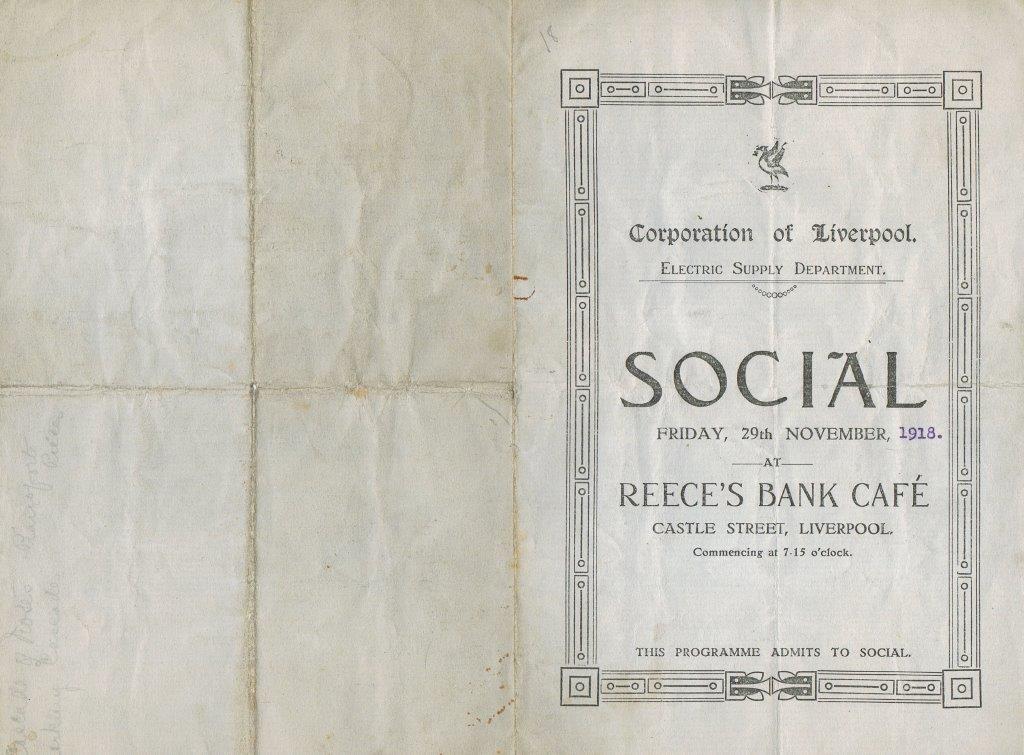 18
Corporation of Liverpool.
ELECTRIC SUPPLY DEPARTMENT.
SOCIAL
FRIDAY, 29th NOVEMBER, 1918.
AT
REECE'S BANK CAFÉ
CASTLE STREET, LIVERPOOL.
Commencing at 7-15 o'clock.
THIS PROGRAMME ADMITS TO SOCIAL.